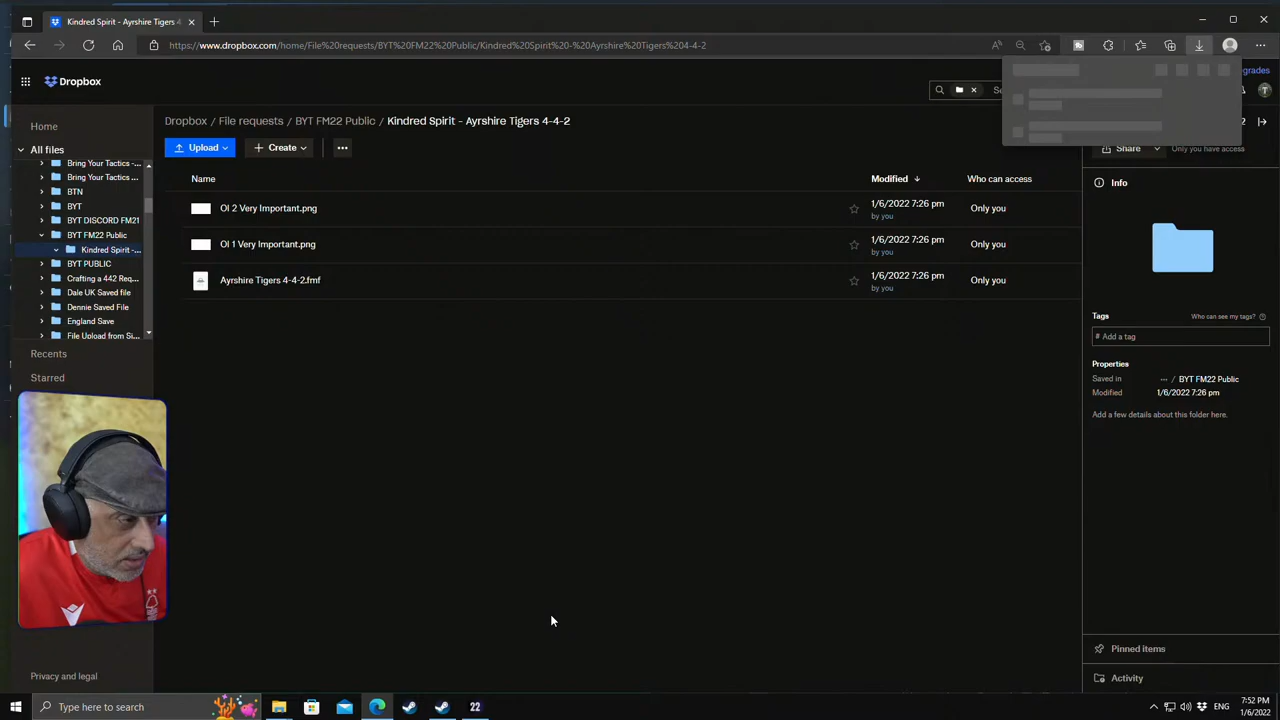 Kindred Spirit - Ayrshire Tigers 4
https://www.dropbox.com/home/File%20requests/BYT%20FM22%20Public/Kindred%20Spirit%20-%20Ayrshire%20Tigers%204-4-2
Dropbox
grades
Home
All files
Bring Your Tactics -...
Bring Your Tactics ...
BTN
BYT
BYT DISCORD FM21
BYT FM22 Public
Kindred Spirit -...
BYT PUBLIC
Crafting a 442 Req...
Dale UK Saved file
Dennie Saved File
England Save
File Upload from Si...
Recents
Starred
Privacy and legal
Dropbox / File requests / BYT FM22 Public / Kindred Spirit - Ayrshire Tigers 4-4-2
Upload
Create
Name
Modified
Who can access
OI 2 Very Important.png
1/6/2022 7:26 pm
by you
Only you
OI 1 Very Important.png
1/6/2022 7:26 pm
by you
Only you
Ayrshire Tigers 4-4-2.fmf
1/6/2022 7:26 pm
by you
Only you
T
2
Share
Only you have access
Info
Tags
Who can see my tags?
# Add a tag
Properties
Saved in
... / BYT FM22 Public
Modified
1/6/2022 7:26 pm
Add a few details about this folder here.
Pinned items
Activity
Type here to search
22
ENG
7:52 PM
1/6/2022